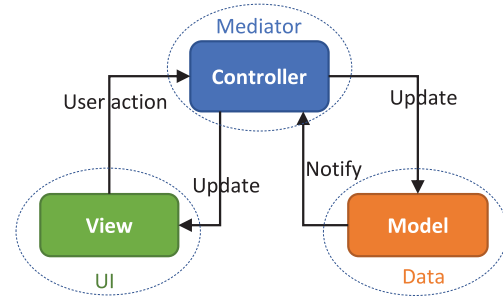 Mediator
Controller
User action
Update
Update
Notify
View
Model
UI
Data